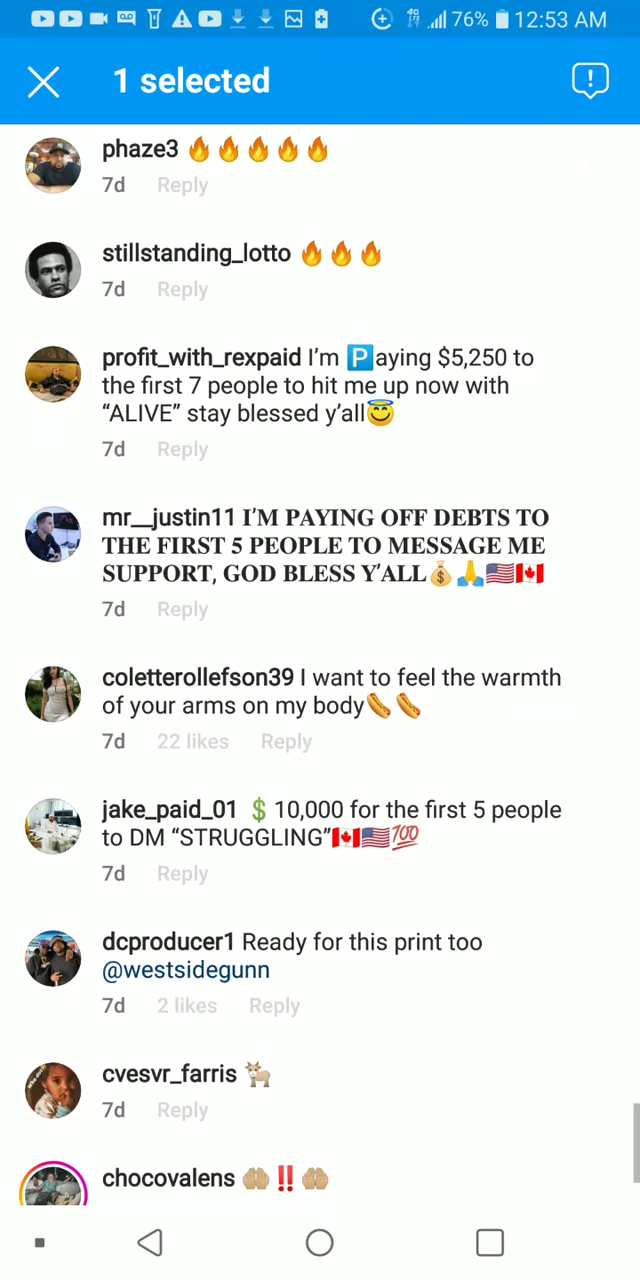 76% 12:53 AM
1 selected
phaze3 🔥🔥🔥🔥🔥
7d Reply
stillstanding_lotto 🔥🔥🔥
7d Reply
profit_with_rexpaid I'm 🅿️aying $5,250 to
the first 7 people to hit me up now with
“ALIVE” stay blessed y'all😇
7d Reply
mr__justin11 𝐈'𝐌 𝐏𝐀𝐘𝐈𝐍𝐆 𝐎𝐅𝐅 𝐃𝐄𝐁𝐓𝐒 𝐓𝐎
𝐓𝐇𝐄 𝐅𝐈𝐑𝐒𝐓 𝟓 𝐏𝐄𝐎𝐏𝐋𝐄 𝐓𝐎 𝐌𝐄𝐒𝐒𝐀𝐆𝐄 𝐌𝐄
𝐒𝐔𝐏𝐏𝐎𝐑𝐓, 𝐆𝐎𝐃 𝐁𝐋𝐄𝐒𝐒 𝐘'𝐀𝐋𝐋💰🙏🇺🇸🇨🇦
7d Reply
coletterollefson39 I want to feel the warmth
of your arms on my body🌭🌭
7d 22 likes Reply
jake_paid_01 💲10,000 for the first 5 people
to DM “STRUGGLING”🇨🇦🇺🇸💯
7d Reply
dcproducer1 Ready for this print too
@westsidegunn
7d 2 likes Reply
cvesvr_farris 🐐
7d Reply
chocovalens 🤲🏼‼️🤲🏼